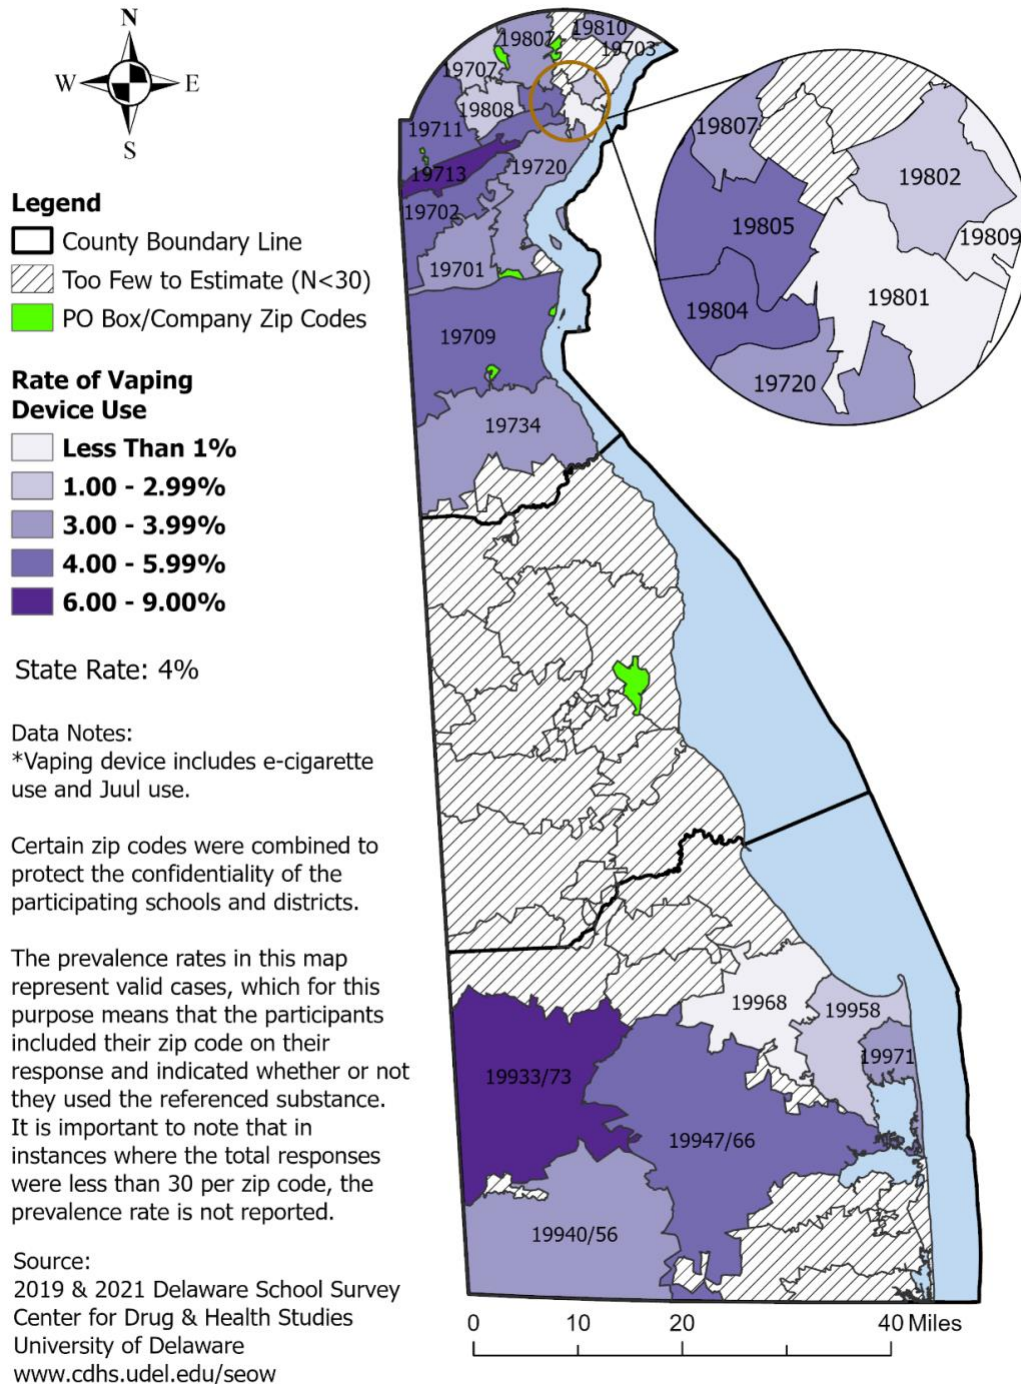 N
W
E
S
Legend
County Boundary Line
Too Few to Estimate (N<30)
PO Box/Company Zip Codes
Rate of Vaping
Device Use
Less Than 1%
1.00 - 2.99%
3.00 - 3.99%
4.00 - 5.99%
6.00 - 9.00%
State Rate: 4%
Data Notes:
*Vaping device includes e-cigarette
use and Juul use.
Certain zip codes were combined to
protect the confidentiality of the
participating schools and districts.
The prevalence rates in this map
represent valid cases, which for this
purpose means that the participants
included their zip code on their
response and indicated whether or not
they used the referenced substance.
It is important to note that in
instances where the total responses
were less than 30 per zip code, the
prevalence rate is not reported.
Source:
2019 & 2021 Delaware School Survey
Center for Drug & Health Studies
University of Delaware
www.cdhs.udel.edu/seow
19807
19810
19703
19707
19808
19711
19713
19720
19702
19701
19709
19734
19807
19802
19805
19809
19801
19804
19720
19968
19958
19971
19933/73
19947/66
19940/56
0 10 20 40 Miles